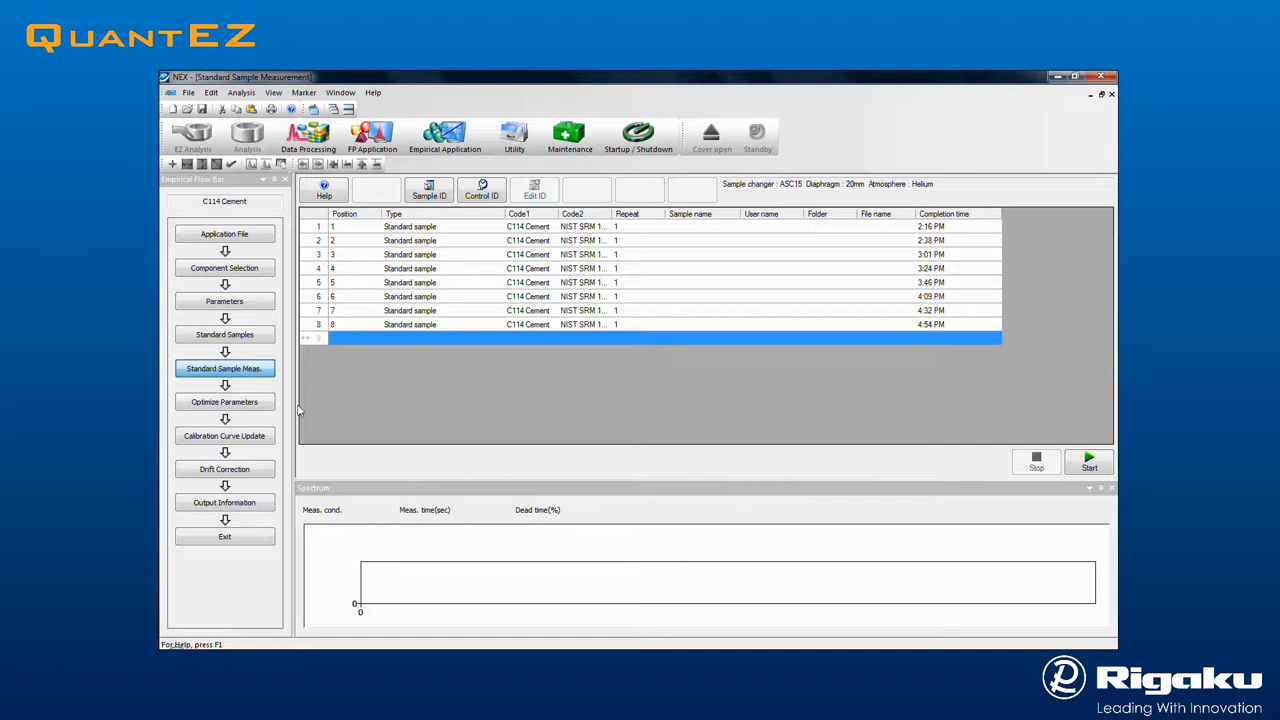 QUANTEZ
NEX - [Standard Sample Measurement]
File Edit Analysis View Marker Window Help
EZ Analysis Analysis Data Processing FP Application Empirical Application Utility Maintenance Startup / Shutdown Cover open Standby
Empirical Flow Bar
C114 Cement
Application File
Component Selection
Parameters
Standard Samples
Standard Sample Meas.
Optimize Parameters
Calibration Curve Update
Drift Correction
Output Information
Exit
Help Sample ID Control ID Edit ID
Sample changer : ASC15 Diaphragm : 20mm Atmosphere : Helium
Position Type Code1 Code2 Repeat Sample name User name Folder File name Completion time
1 1 Standard sample C114 Cement NIST SRM 1... 1 2:16 PM
2 2 Standard sample C114 Cement NIST SRM 1... 1 2:38 PM
3 3 Standard sample C114 Cement NIST SRM 1... 1 3:01 PM
4 4 Standard sample C114 Cement NIST SRM 1... 1 3:24 PM
5 5 Standard sample C114 Cement NIST SRM 1... 1 3:46 PM
6 6 Standard sample C114 Cement NIST SRM 1... 1 4:09 PM
7 7 Standard sample C114 Cement NIST SRM 1... 1 4:32 PM
8 8 Standard sample C114 Cement NIST SRM 1... 1 4:54 PM
9
Stop Start
Spectrum
Meas. cond. Meas. time(sec) Dead time(%)
0
0
For Help, press F1
Rigaku
Leading With Innovation